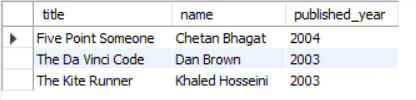 title name published_year
Five Point Someone Chetan Bhagat 2004
The Da Vinci Code Dan Brown 2003
The Kite Runner Khaled Hosseini 2003